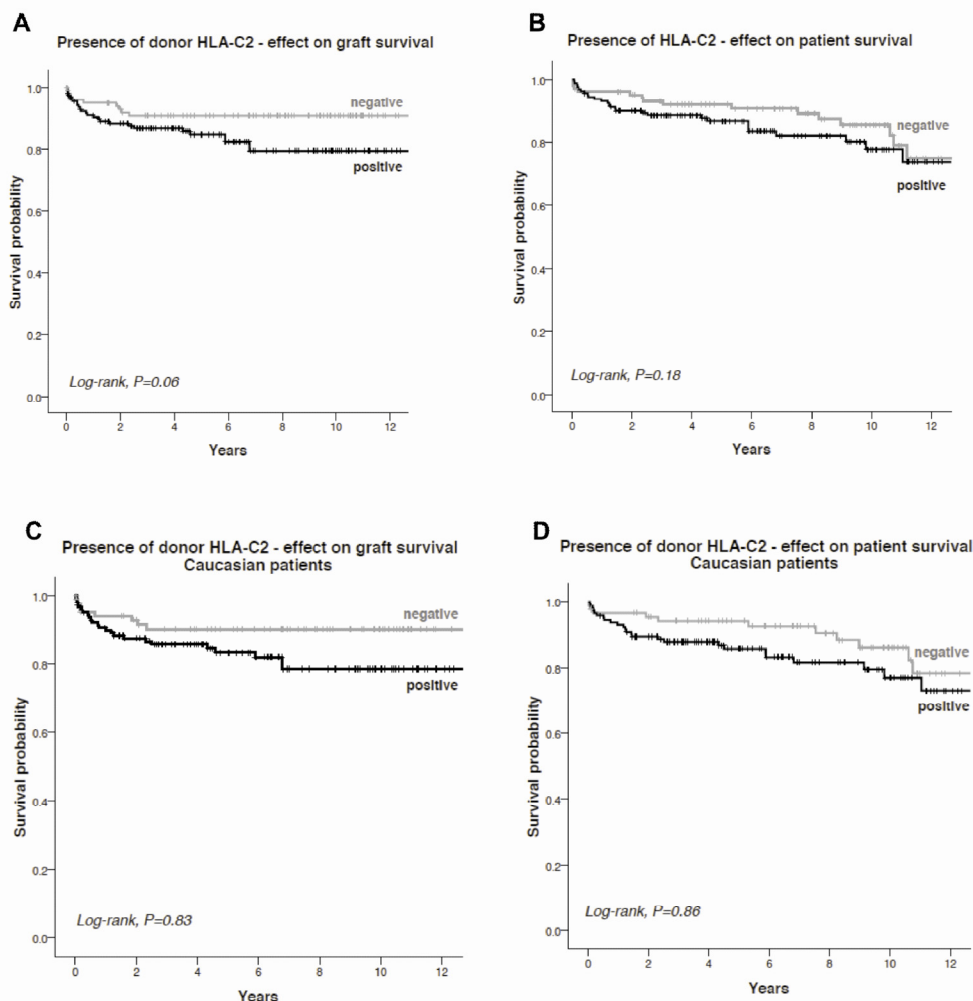 A
Presence of donor HLA-C2 - effect on graft survival
1.0
0.8
0.6
0.4
0.2
0.0
Survival probability
negative
positive
Log-rank, P=0.06
0 2 4 6 8 10 12
Years
B
Presence of HLA-C2 - effect on patient survival
1.0
0.8
0.6
0.4
0.2
0.0
Survival probability
negative
positive
Log-rank, P=0.18
0 2 4 6 8 10 12
Years
C
Presence of donor HLA-C2 - effect on graft survival
Caucasian patients
1.0
0.8
0.6
0.4
0.2
0.0
Survival probability
negative
positive
Log-rank, P=0.83
0 2 4 6 8 10 12
Years
D
Presence of donor HLA-C2 - effect on patient survival
Caucasian patients
1.0
0.8
0.6
0.4
0.2
0.0
Survival probability
negative
positive
Log-rank, P=0.86
0 2 4 6 8 10 12
Years